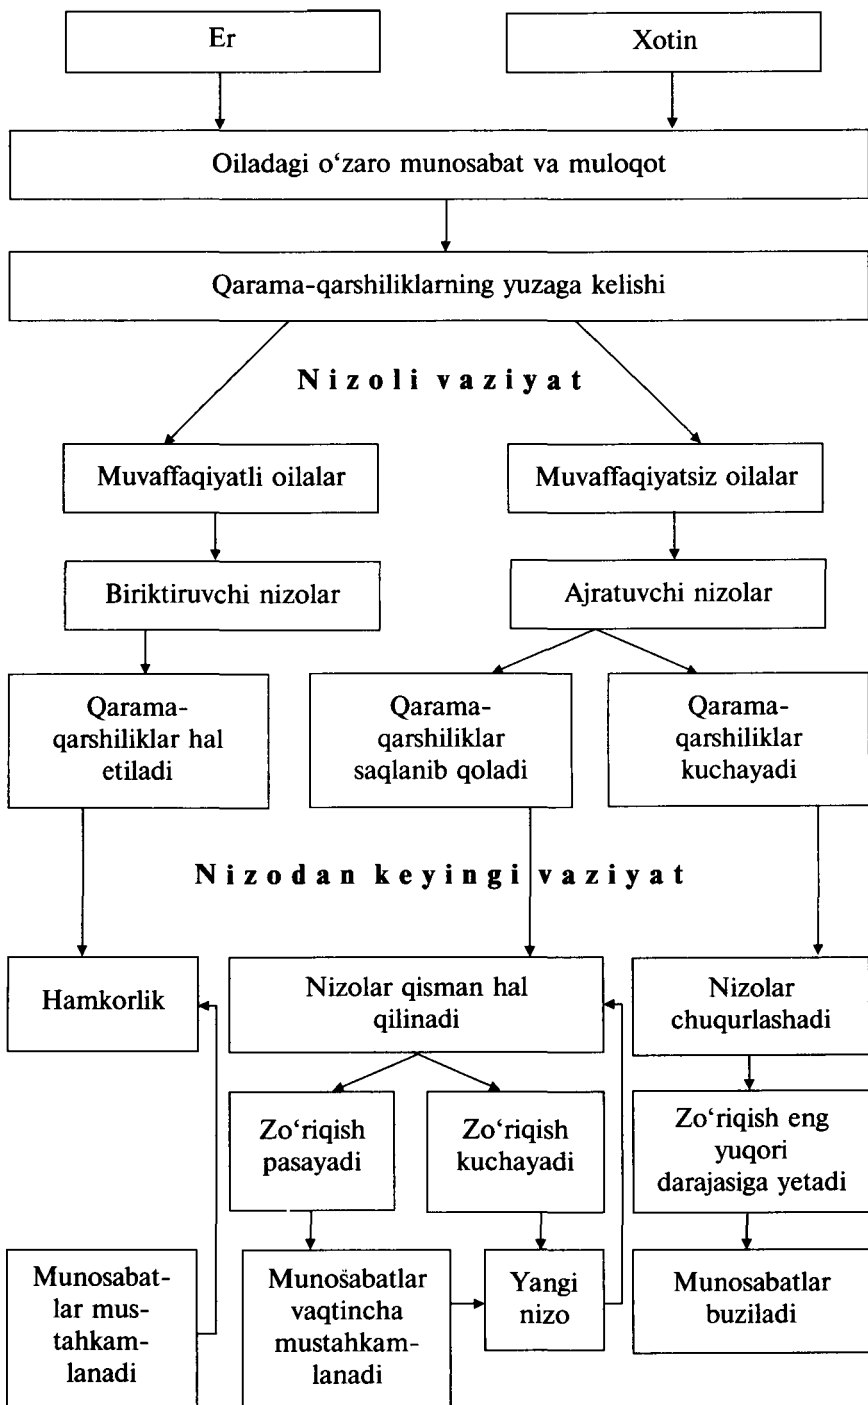 Er
Xotin
Oiladagi o‘zaro munosabat va muloqot
Qarama-qarshiliklarning yuzaga kelishi
Nizoli vaziyat
Muvaffaqiyatli oilalar
Muvaffaqiyatsiz oilalar
Biriktiruvchi nizolar
Ajratuvchi nizolar
Qarama-
qarshiliklar hal
etiladi
Qarama-
qarshiliklar
saqlanib qoladi
Qarama-
qarshiliklar
kuchayadi
Nizodan keyingi vaziyat
Hamkorlik
Nizolar qisman hal
qilinadi
Nizolar
chuqurlashadi
Zo‘riqish
pasayadi
Zo‘riqish
kuchayadi
Zo‘riqish eng
yuqori
darajasiga yetadi
Munosabat-
lar mus-
tahkam-
lanadi
Munosabatlar
vaqtincha
mustahkam-
lanadi
Yangi
nizo
Munosabatlar
buziladi